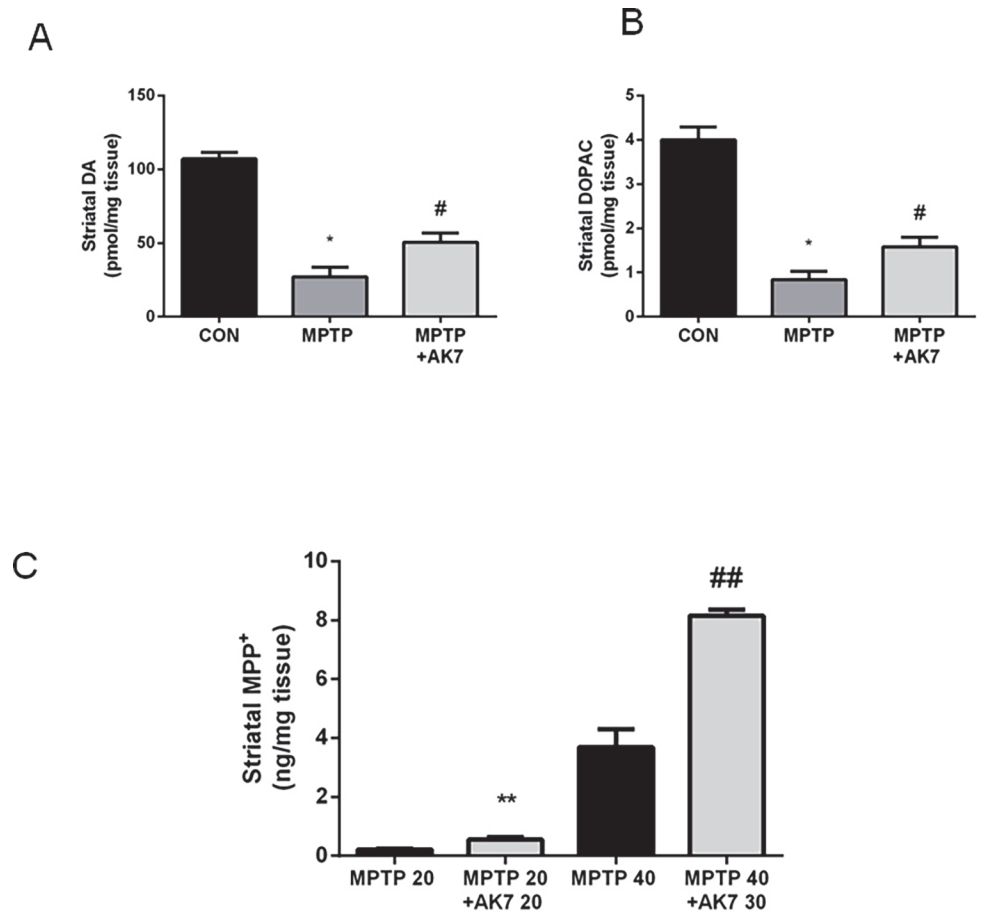 A
B
Striatal DA
(pmol/mg tissue)
150
100
50
0
*
#
CON
MPTP
MPTP
+AK7
Striatal DOPAC
(pmol/mg tissue)
5
4
3
2
1
0
*
#
CON
MPTP
MPTP
+AK7
C
Striatal MPP⁺
(ng/mg tissue)
10
8
6
4
2
0
**
##
MPTP 20
MPTP 20
+AK7 20
MPTP 40
MPTP 40
+AK7 30